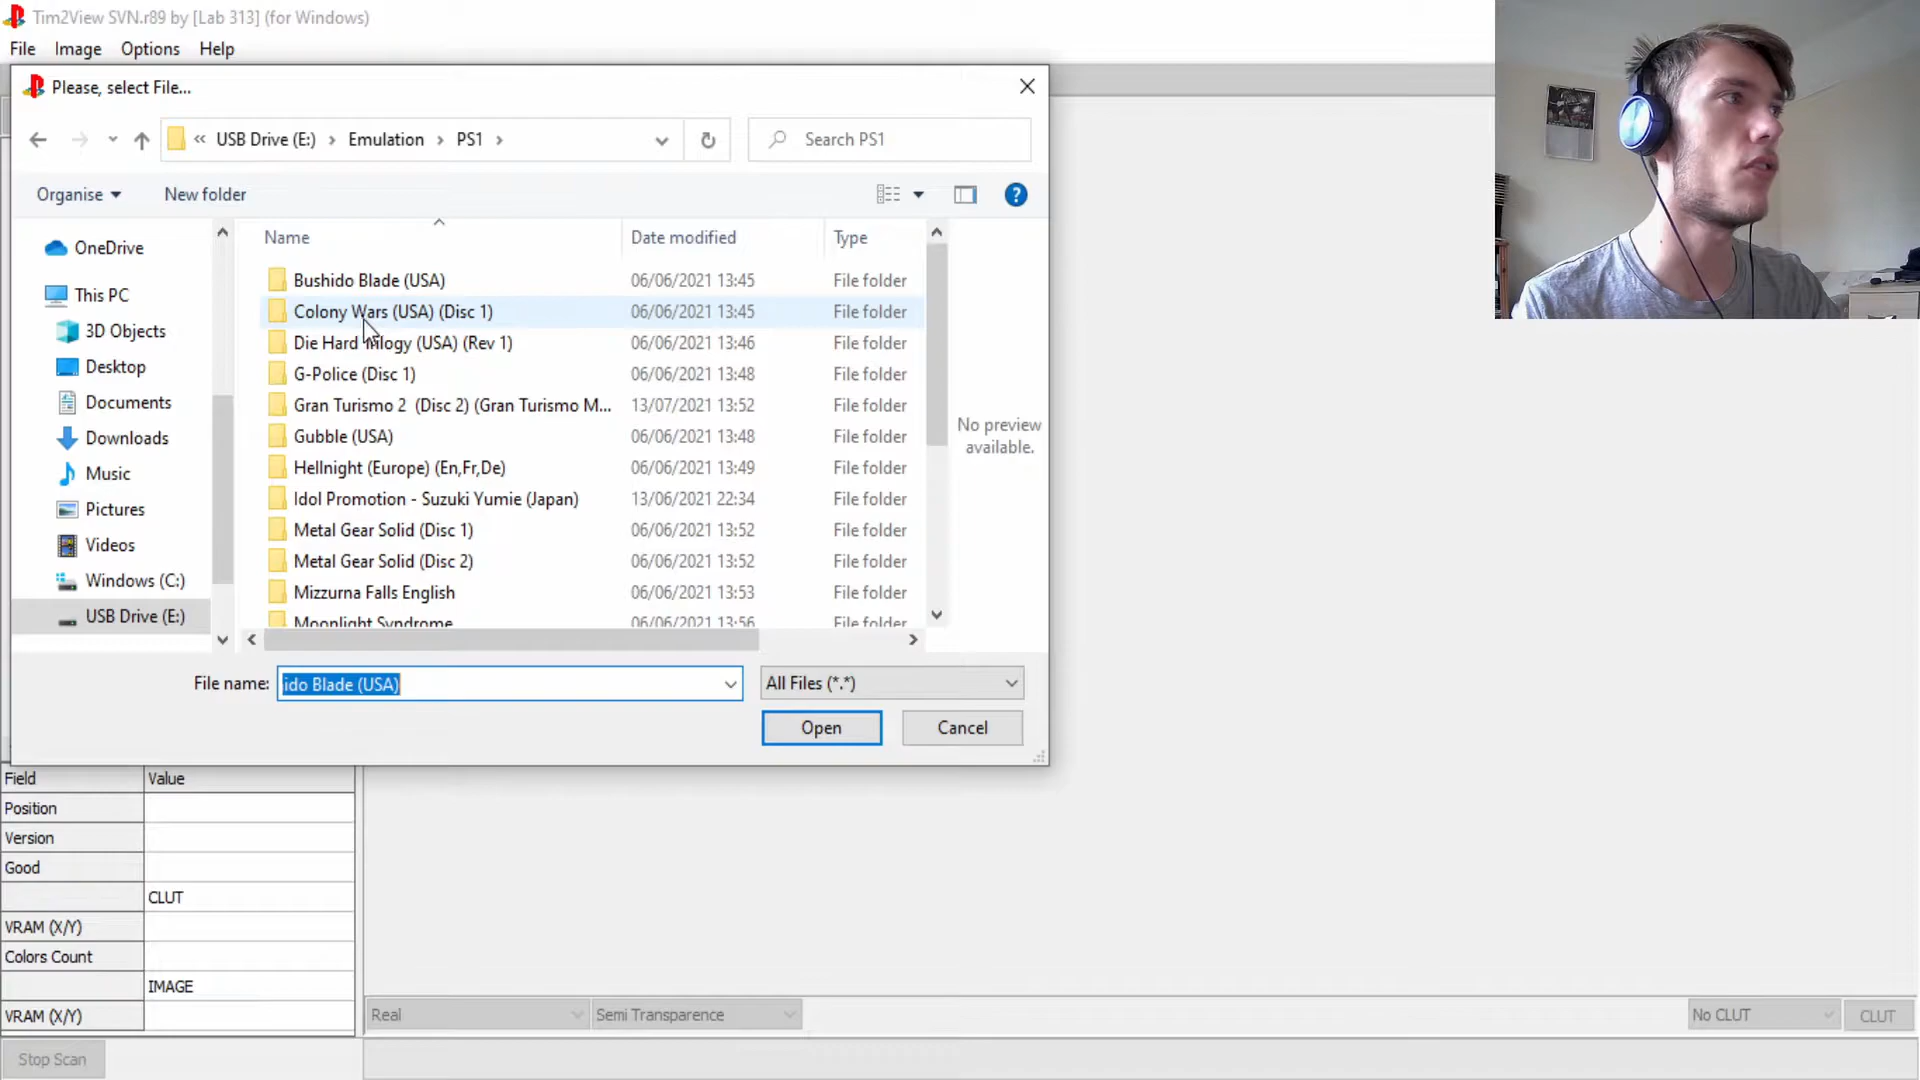 Tim2View SVN.r89 by [Lab 313] (for Windows)
File Image Options Help
Please, select File...
« USB Drive (E:) › Emulation › PS1 ›
Search PS1
Organise New folder
OneDrive
This PC
3D Objects
Desktop
Documents
Downloads
Music
Pictures
Videos
Windows (C:)
USB Drive (E:)
Name Date modified Type
Bushido Blade (USA) 06/06/2021 13:45 File folder
Colony Wars (USA) (Disc 1) 06/06/2021 13:45 File folder
Die Hard Trilogy (USA) (Rev 1) 06/06/2021 13:46 File folder
G-Police (Disc 1) 06/06/2021 13:48 File folder
Gran Turismo 2 (Disc 2) (Gran Turismo M... 13/07/2021 13:52 File folder
Gubble (USA) 06/06/2021 13:48 File folder
Hellnight (Europe) (En,Fr,De) 06/06/2021 13:49 File folder
Idol Promotion - Suzuki Yumie (Japan) 13/06/2021 22:34 File folder
Metal Gear Solid (Disc 1) 06/06/2021 13:52 File folder
Metal Gear Solid (Disc 2) 06/06/2021 13:52 File folder
Mizzurna Falls English 06/06/2021 13:53 File folder
Moonlight Syndrome 06/06/2021 13:56 File folder
No preview
available.
File name: ido Blade (USA) All Files (*.*)
Open Cancel
Field Value
Position
Version
Good
CLUT
VRAM (X/Y)
Colors Count
IMAGE
VRAM (X/Y)
Real Semi Transparence No CLUT CLUT
Stop Scan